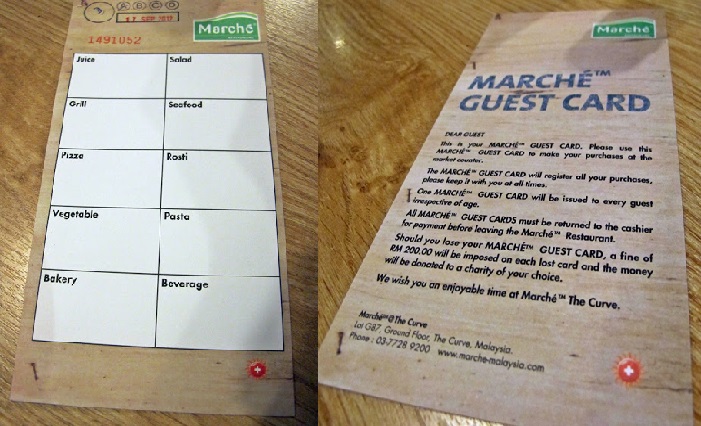 A B C D
17 SEP 2012
Marché
1491052
Juice Salad
Grill Seafood
Pizza Rosti
Vegetable Pasta
Bakery Beverage
Marché
MARCHÉ™
GUEST CARD
DEAR GUEST
This is your MARCHÉ™ GUEST CARD. Please use this
MARCHÉ™ GUEST CARD to make your purchases at the
market counter.
The MARCHÉ™ GUEST CARD will register all your purchases,
please keep it with you at all times.
One MARCHÉ™ GUEST CARD will be issued to every guest
irrespective of age.
All MARCHÉ™ GUEST CARDS must be returned to the cashier
for payment before leaving the Marché™ Restaurant.
Should you lose your MARCHÉ™ GUEST CARD, a fine of
RM 200.00 will be imposed on each lost card and the money
will be donated to a charity of your choice.
We wish you an enjoyable time at Marché™ The Curve.
Marché™@The Curve
Lot G87, Ground Floor, The Curve, Malaysia.
Phone : 03-7728 9200 www.marche-malaysia.com